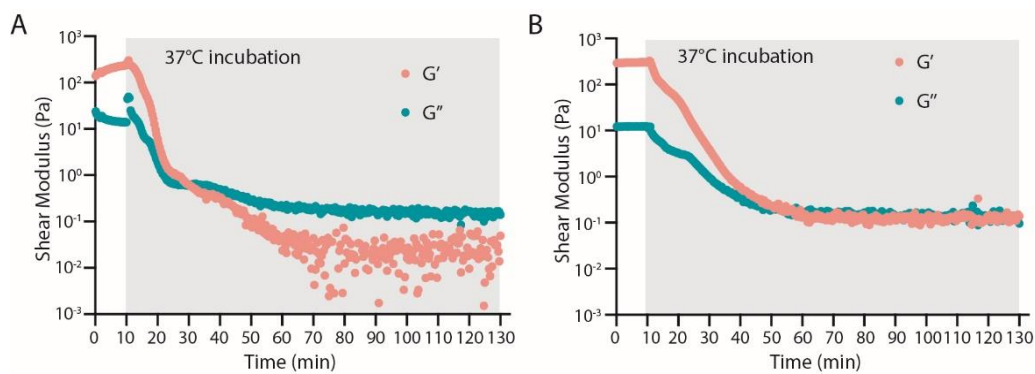 A
B
37°C incubation
37°C incubation
G’
G’
G”
G”
Shear Modulus (Pa)
Shear Modulus (Pa)
10³
10²
10¹
10⁰
10⁻¹
10⁻²
10⁻³
10³
10²
10¹
10⁰
10⁻¹
10⁻²
10⁻³
0 10 20 30 40 50 60 70 80 90 100 110 120 130
0 10 20 30 40 50 60 70 80 90 100 110 120 130
Time (min)
Time (min)